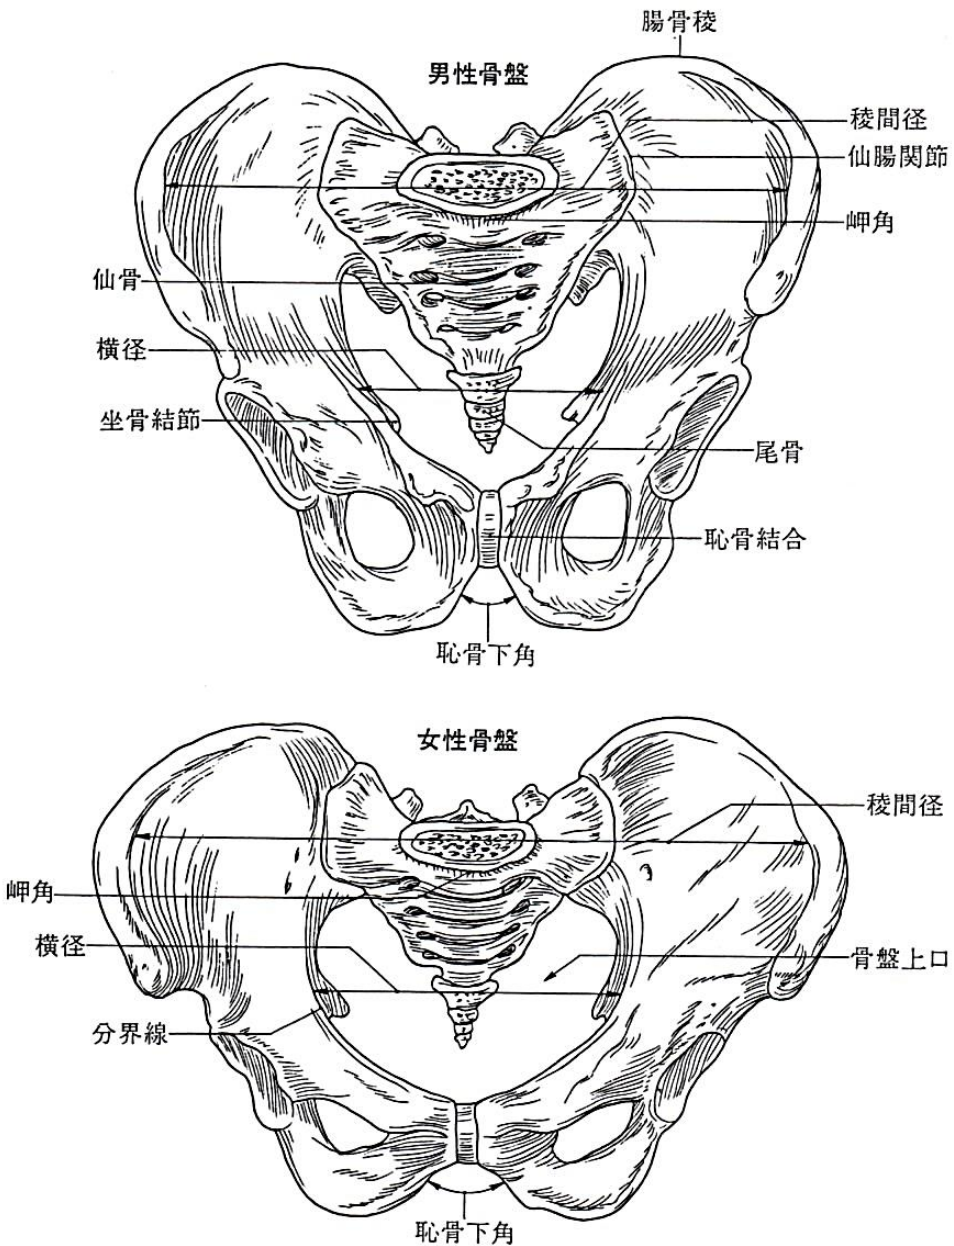 腸骨稜
男性骨盤
稜間径
仙腸関節
岬角
仙骨
横径
坐骨結節
尾骨
恥骨結合
恥骨下角
女性骨盤
稜間径
岬角
横径
骨盤上口
分界線
恥骨下角